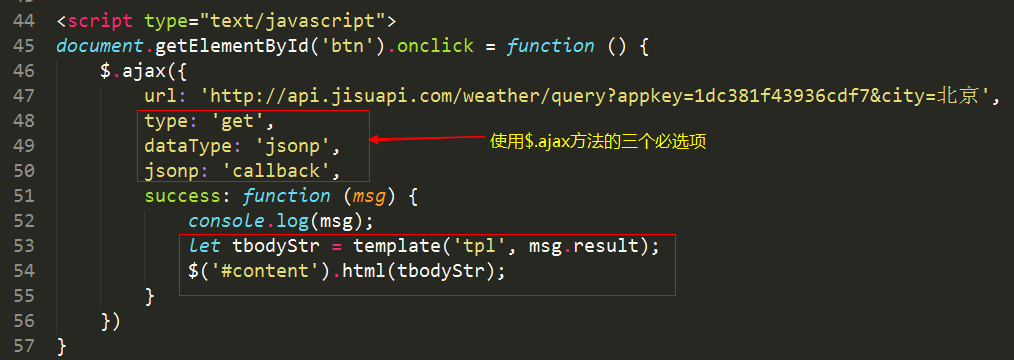 44 <script type="text/javascript">
45 document.getElementById('btn').onclick = function () {
46 $.ajax({
47 url: 'http://api.jisuapi.com/weather/query?appkey=1dc381f43936cdf7&city=北京',
48 type: 'get',
49 dataType: 'jsonp',
使用$.ajax方法的三个必选项
50 jsonp: 'callback',
51 success: function (msg) {
52 console.log(msg);
53 let tbodyStr = template('tpl', msg.result);
54 $('#content').html(tbodyStr);
55 }
56 })
57 }